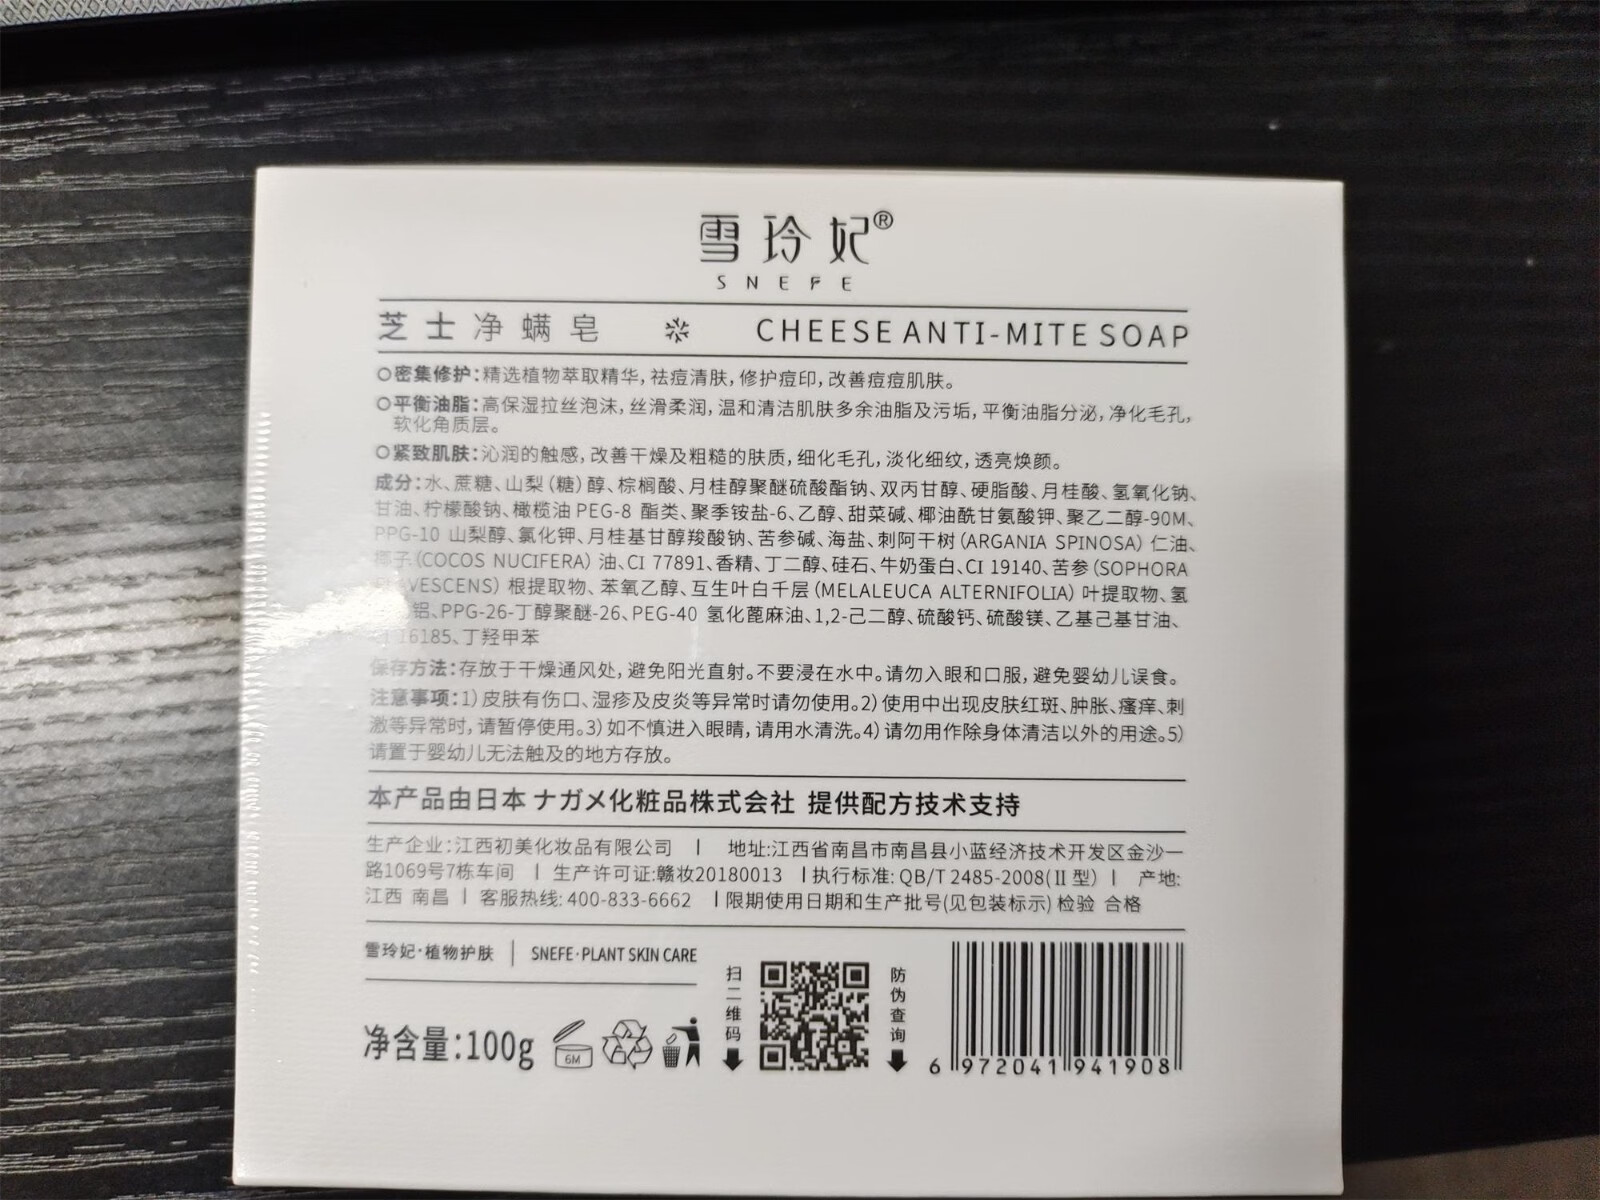 雪玲妃®
SNEFE
芝士净螨皂 CHEESE ANTI-MITE SOAP
密集修护:精选植物萃取精华,祛痘清肤,修护痘印,改善痘痘肌肤。
平衡油脂:高保湿拉丝泡沫,丝滑柔润,温和清洁肌肤多余油脂及污垢,平衡油脂分泌,净化毛孔,
软化角质层。
紧致肌肤:沁润的触感,改善干燥及粗糙的肤质,细化毛孔,淡化细纹,透亮焕颜。
成分:水、蔗糖、山梨(糖)醇、棕榈酸、月桂醇聚醚硫酸酯钠、双丙甘醇、硬脂酸、月桂酸、氢氧化钠、
甘油、柠檬酸钠、橄榄油PEG-8 酯类、聚季铵盐-6、乙醇、甜菜碱、椰油酰甘氨酸钾、聚乙二醇-90M、
PPG-10 山梨醇、氯化钾、月桂基甘醇羧酸钠、苦参碱、海盐、刺阿干树(ARGANIA SPINOSA)仁油、
椰子(COCOS NUCIFERA)油、CI 77891、香精、丁二醇、硅石、牛奶蛋白、CI 19140、苦参(SOPHORA
VESCENS)根提取物、苯氧乙醇、互生叶白千层(MELALEUCA ALTERNIFOLIA)叶提取物、氢
铝、PPG-26-丁醇聚醚-26、PEG-40 氢化蓖麻油、1,2-己二醇、硫酸钙、硫酸镁、乙基己基甘油、
16185、丁羟甲苯
保存方法:存放于干燥通风处,避免阳光直射。不要浸在水中。请勿入眼和口服,避免婴幼儿误食。
注意事项:1)皮肤有伤口、湿疹及皮炎等异常时请勿使用。2)使用中出现皮肤红斑、肿胀、瘙痒、刺
激等异常时,请暂停使用。3)如不慎进入眼睛,请用水清洗。4)请勿用作除身体清洁以外的用途。5)
请置于婴幼儿无法触及的地方存放。
本产品由日本ナガメ化粧品株式会社 提供配方技术支持
生产企业:江西初美化妆品有限公司 | 地址:江西省南昌市南昌县小蓝经济技术开发区金沙一
路1069号7栋车间 | 生产许可证:赣妆20180013 | 执行标准:QB/T 2485-2008(Ⅱ型) | 产地:
江西 南昌 | 客服热线:400-833-6662 | 限期使用日期和生产批号(见包装标示) 检验 合格
雪玲妃·植物护肤 | SNEFE·PLANT SKIN CARE
净含量:100g
6M
扫二维码
防伪查询
6 972041 941908